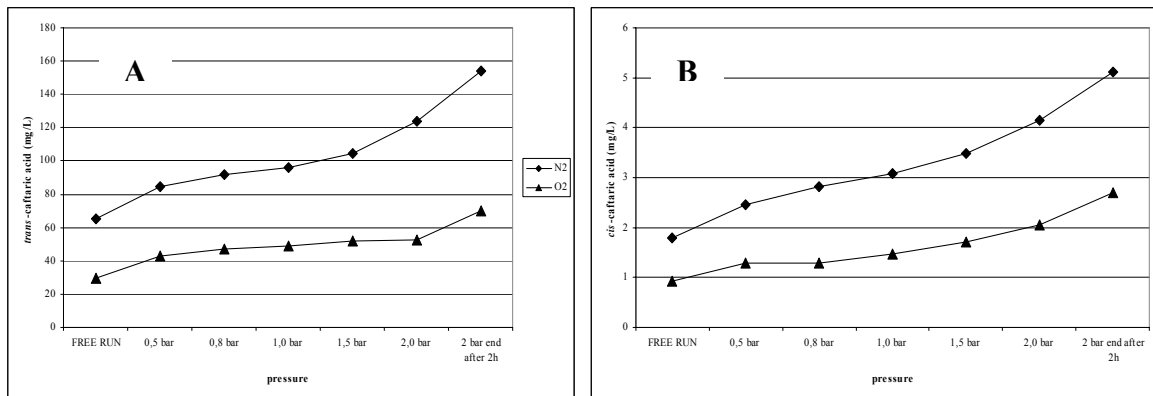 A
trans-caftaric acid (mg/L)
180
160
140
120
100
80
60
40
20
0
FREE RUN
0,5 bar
0,8 bar
1,0 bar
1,5 bar
2,0 bar
2 bar end
after 2h
pressure
N2
O2
B
cis-caftaric acid (mg/L)
6
5
4
3
2
1
0
FREE RUN
0,5 bar
0,8 bar
1,0 bar
1,5 bar
2,0 bar
2 bar end after
2h
pressure